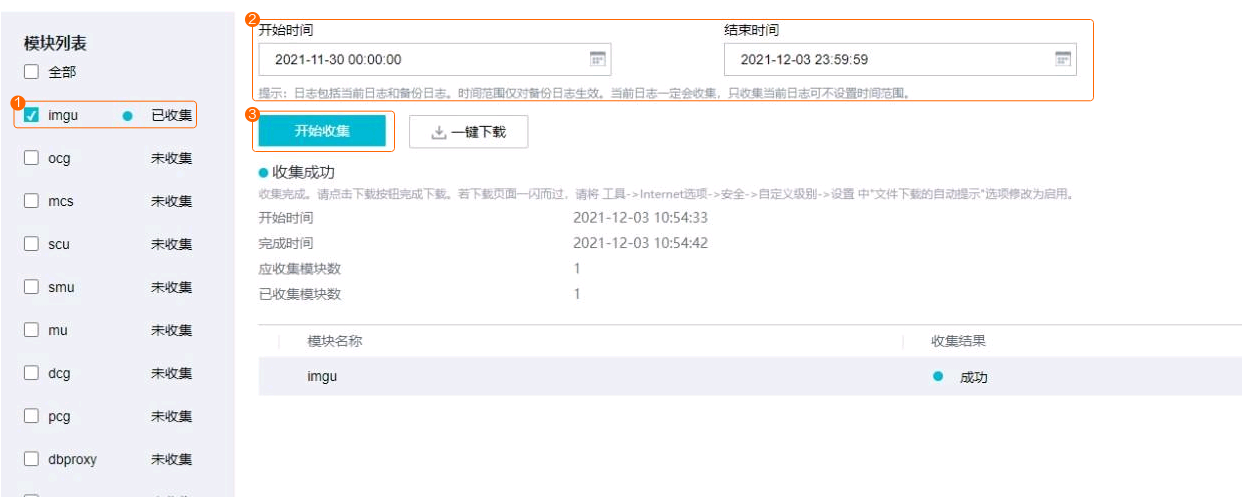 模块列表
全部
1
imgu 已收集
ocg 未收集
mcs 未收集
scu 未收集
smu 未收集
mu 未收集
dcg 未收集
pcg 未收集
dbproxy 未收集
2
开始时间 结束时间
2021-11-30 00:00:00 2021-12-03 23:59:59
提示：日志包括当前日志和备份日志。时间范围仅对备份日志生效。当前日志一定会收集，只收集当前日志可不设置时间范围。
3
开始收集 一键下载
收集成功
收集完成。请点击下载按钮完成下载。若下载页面一闪而过，请将 工具->Internet选项->安全->自定义级别->设置 中"文件下载的自动提示"选项修改为启用。
开始时间 2021-12-03 10:54:33
完成时间 2021-12-03 10:54:42
应收集模块数 1
已收集模块数 1
模块名称 收集结果
imgu 成功